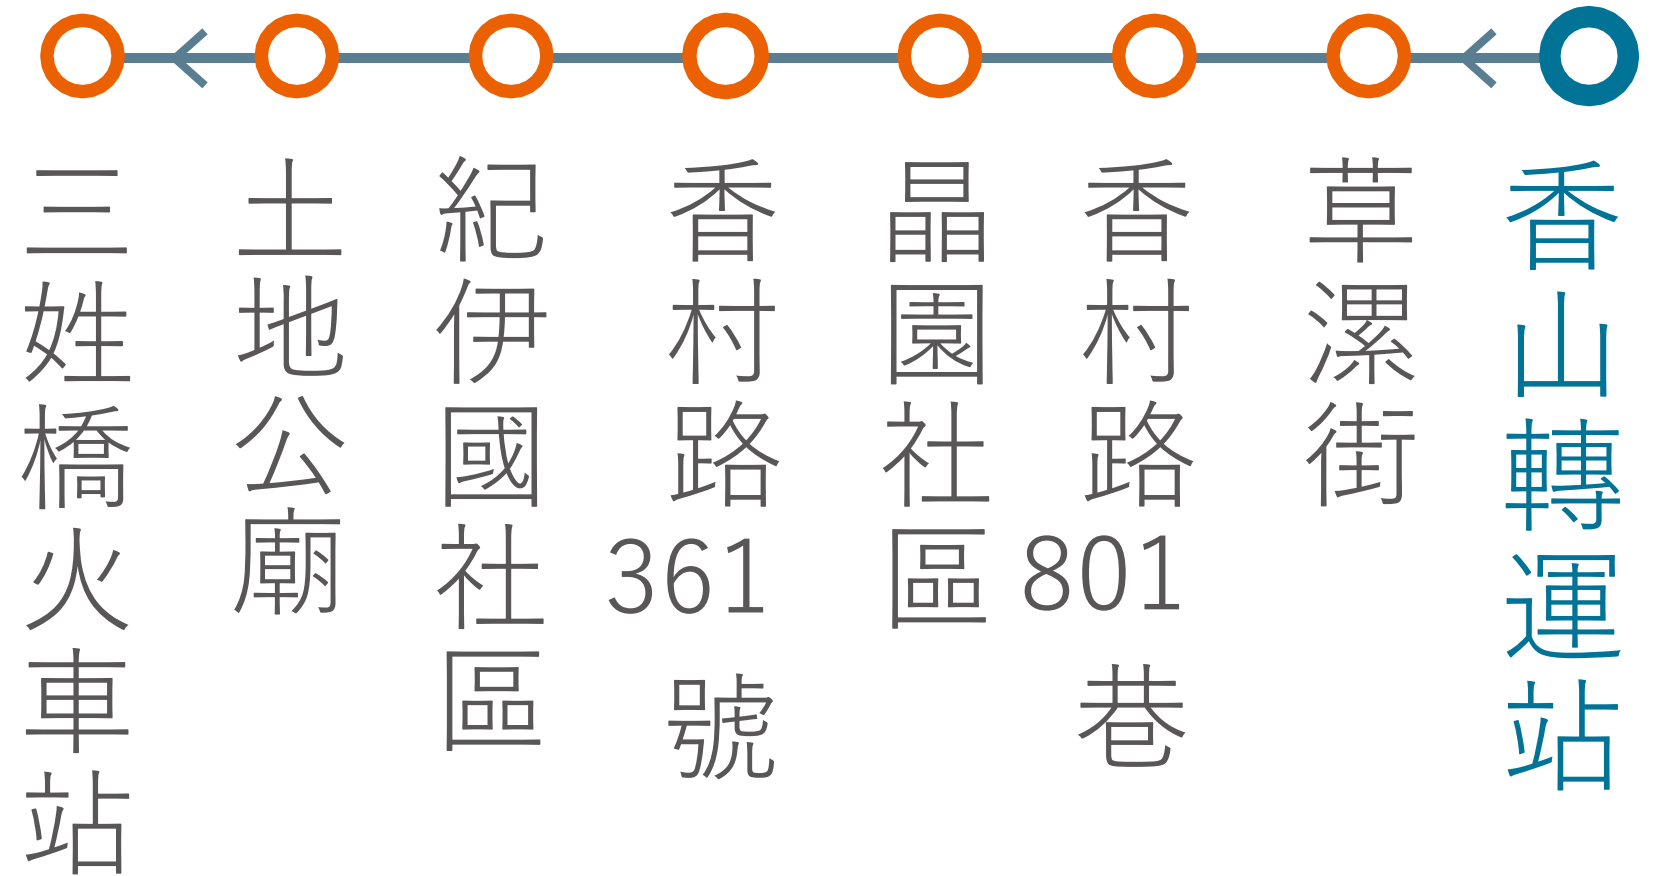 香山轉運站
草漯街
香村路801巷
晶園社區
香村路361號
紀伊國社區
土地公廟
三姓橋火車站